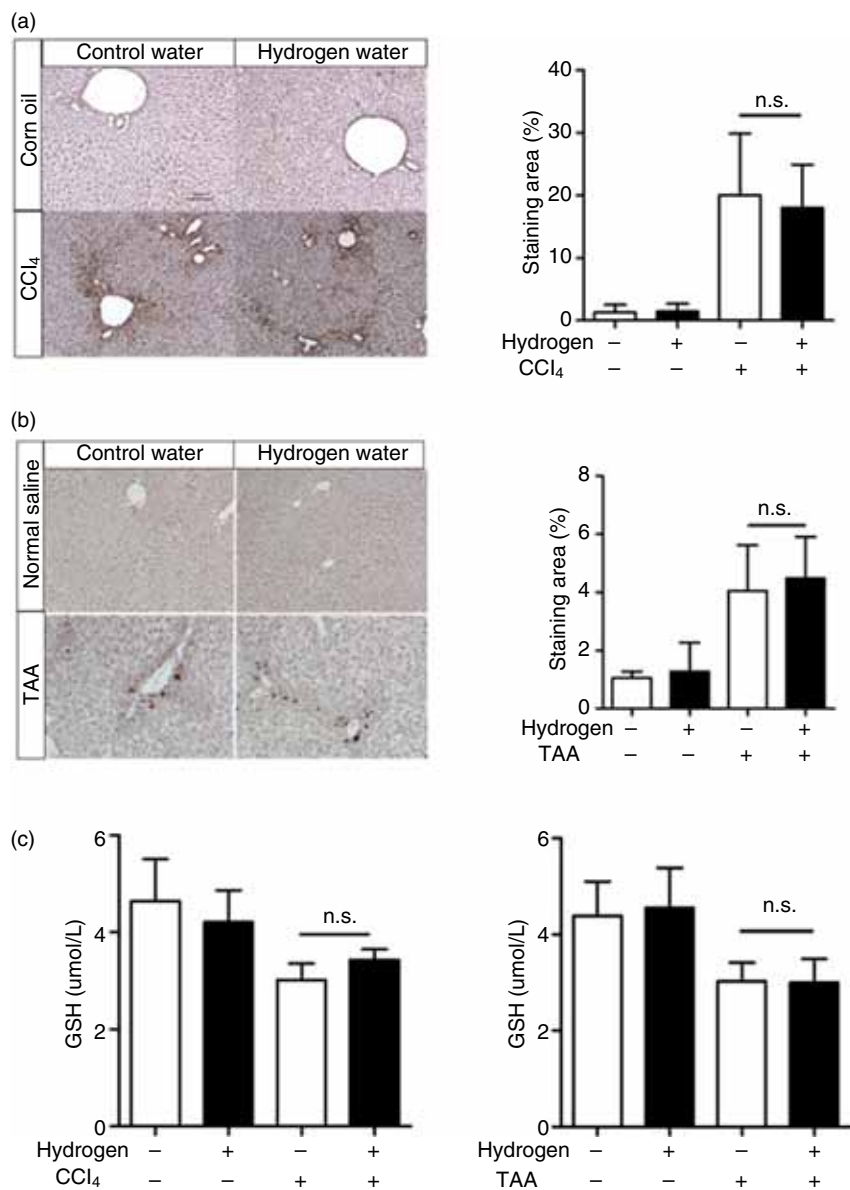 (a)
Control water Hydrogen water
Corn oil
CCl₄
Staining area (%)
40
30
20
10
0
n.s.
Hydrogen – + – +
CCl₄ – – + +
(b)
Control water Hydrogen water
Normal saline
TAA
Staining area (%)
8
6
4
2
0
n.s.
Hydrogen – + – +
TAA – – + +
(c)
GSH (umol/L)
6
4
2
0
n.s.
Hydrogen – + – +
CCl₄ – – + +
GSH (umol/L)
6
4
2
0
n.s.
Hydrogen – + – +
TAA – – + +